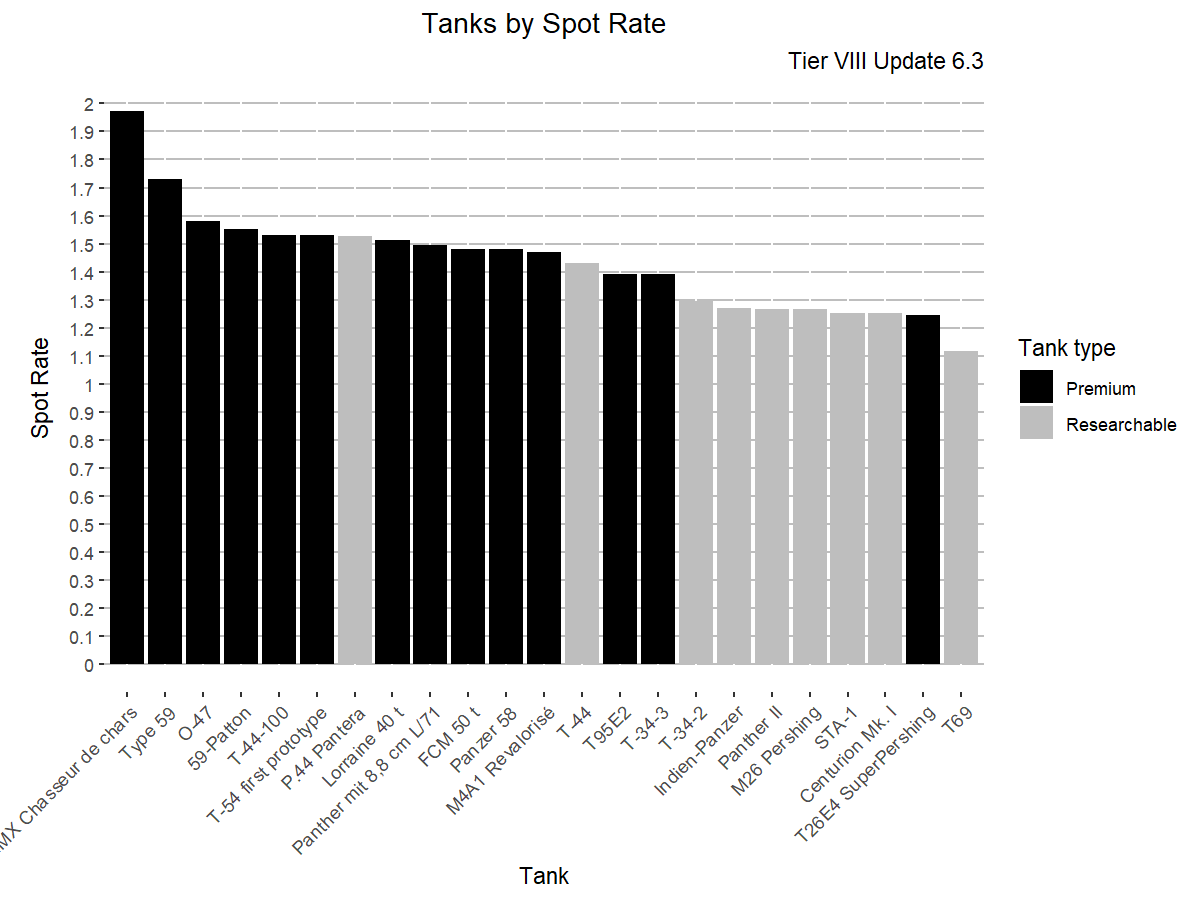 Tanks by Spot Rate
Tier VIII Update 6.3
Spot Rate
2
1.9
1.8
1.7
1.6
1.5
1.4
1.3
1.2
1.1
1
0.9
0.8
0.7
0.6
0.5
0.4
0.3
0.2
0.1
0
MX Chasseur de chars
Type 59
O-47
59-Patton
T-44-100
T-54 first prototype
P.44 Pantera
Lorraine 40 t
Panther mit 8,8 cm L/71
FCM 50 t
Panzer 58
M4A1 Revalorisé
T-44
T95E2
T-34-3
T-34-2
Indien-Panzer
Panther II
M26 Pershing
STA-1
Centurion Mk. I
T26E4 SuperPershing
T69
Tank
Tank type
Premium
Researchable